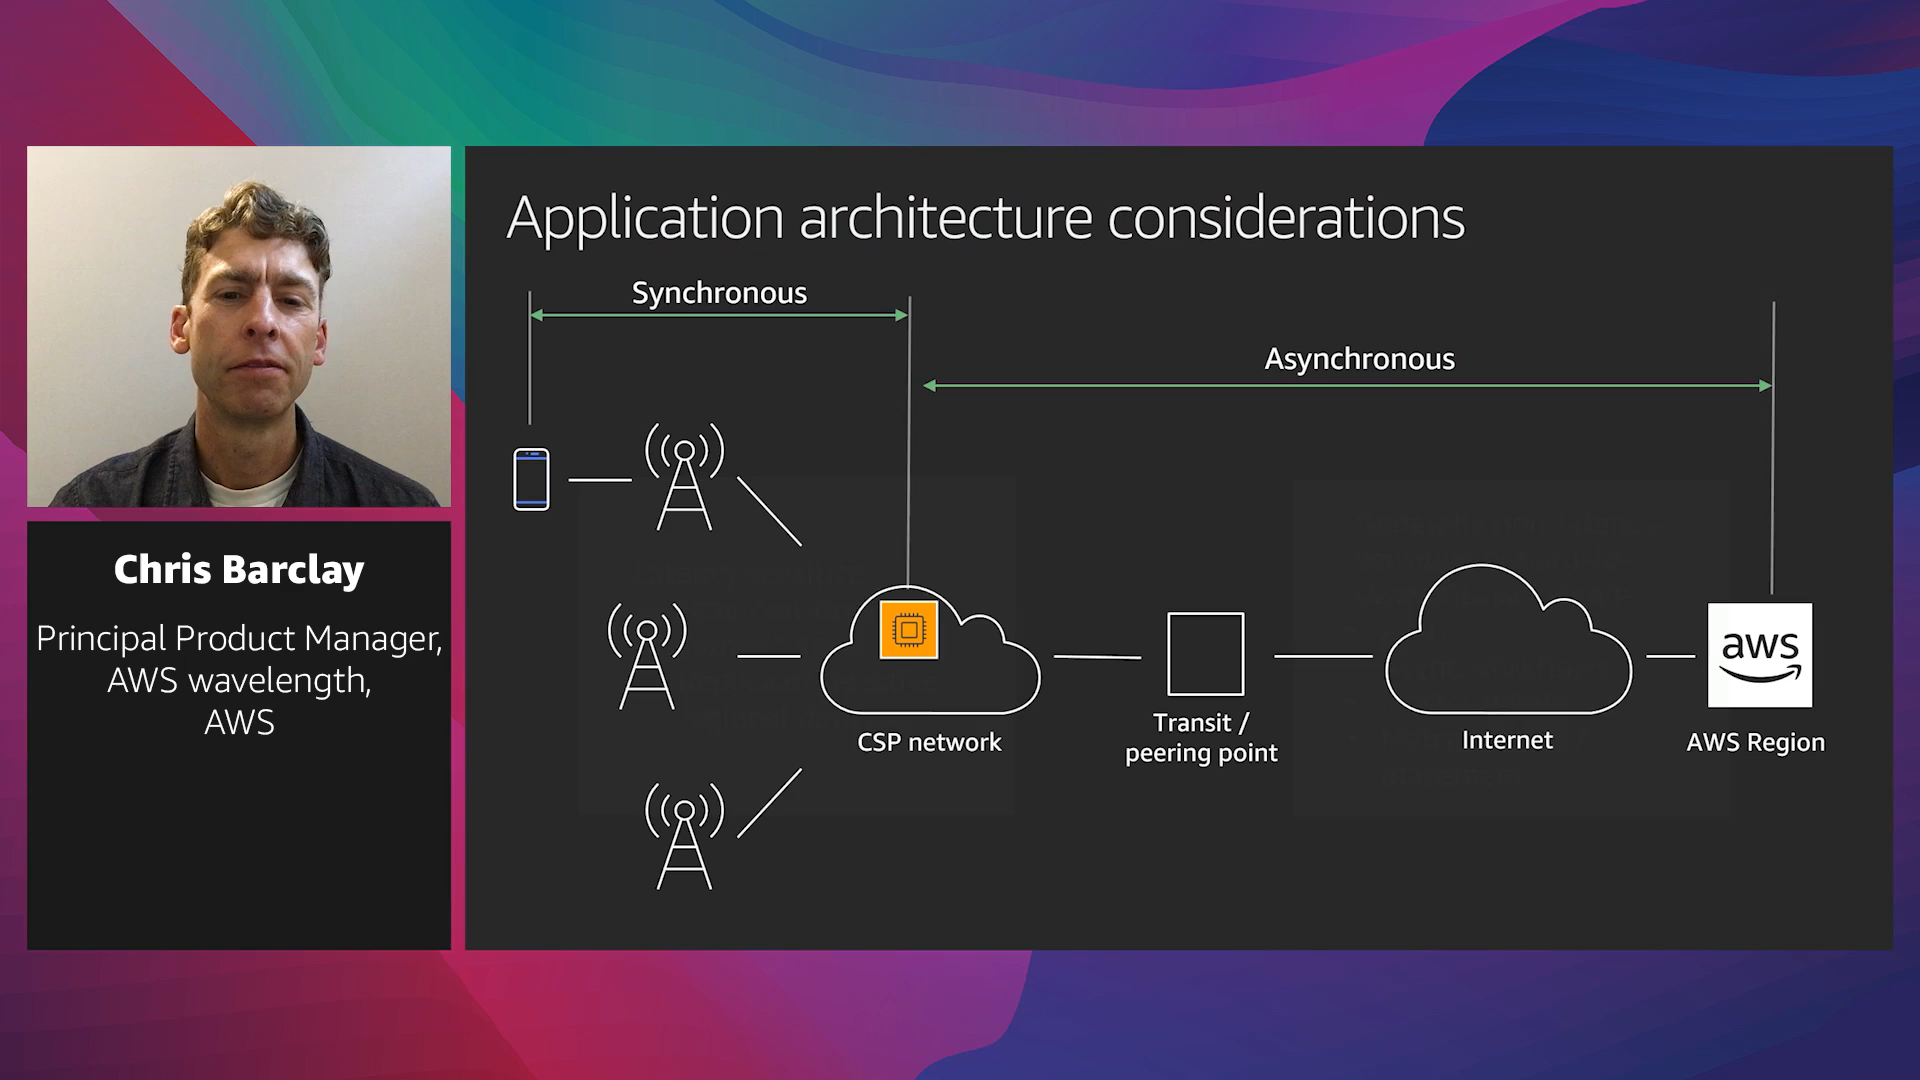 Application architecture considerations
Synchronous
Asynchronous
Chris Barclay
Principal Product Manager,
AWS wavelength,
AWS
aws
CSP network
Transit /
peering point
Internet
AWS Region